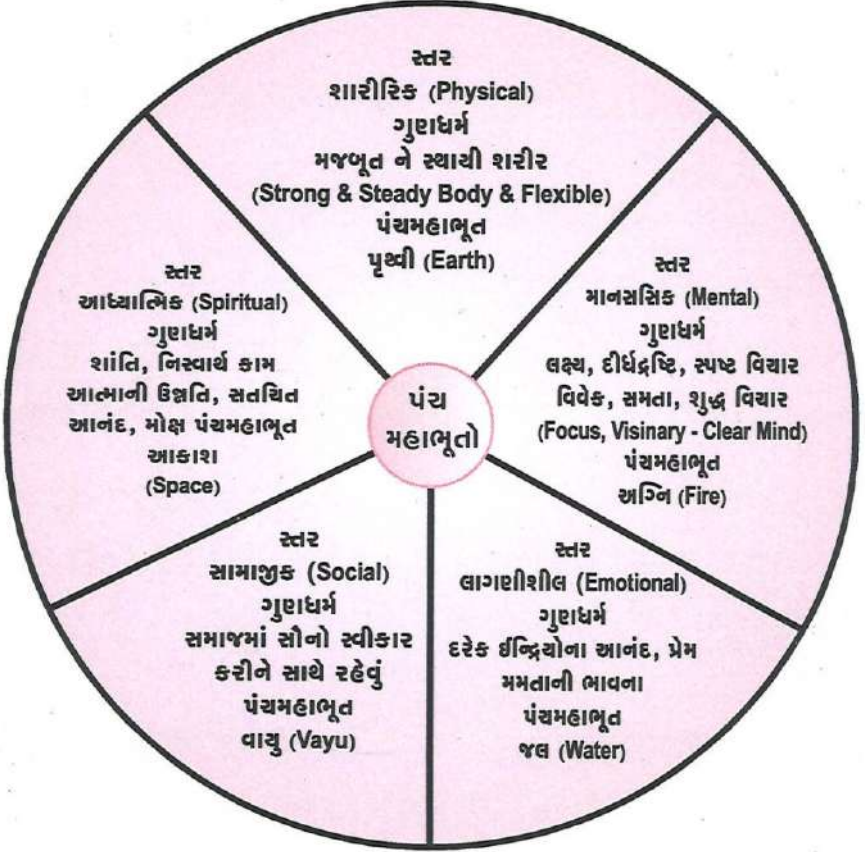 સ્તર
શારીરિક (Physical)
ગુણધર્મ
મજબૂત ને સ્થાયી શરીર
(Strong & Steady Body & Flexible)
પંચમહાભૂત
પૃથ્વી (Earth)
સ્તર
માનસસિક (Mental)
ગુણધર્મ
લક્ષ્ય, દીર્ધદ્રષ્ટિ, સ્પષ્ટ વિચાર
વિવેક, સમતા, શુદ્ધ વિચાર
(Focus, Visinary - Clear Mind)
પંચમહાભૂત
અગ્નિ (Fire)
સ્તર
લાગણીશીલ (Emotional)
ગુણધર્મ
દરેક ઈન્દ્રિયોના આનંદ, પ્રેમ
મમતાની ભાવના
પંચમહાભૂત
જલ (Water)
સ્તર
સામાજીક (Social)
ગુણધર્મ
સમાજમાં સૌનો સ્વીકાર
કરીને સાથે રહેવું
પંચમહાભૂત
વાયુ (Vayu)
સ્તર
આધ્યાત્મિક (Spiritual)
ગુણધર્મ
શાંતિ, નિસ્વાર્થ કામ
આત્માની ઉન્નતિ, સતચિત
આનંદ, મોક્ષ પંચમહાભૂત
આકાશ
(Space)
પંચ
મહાભૂતો